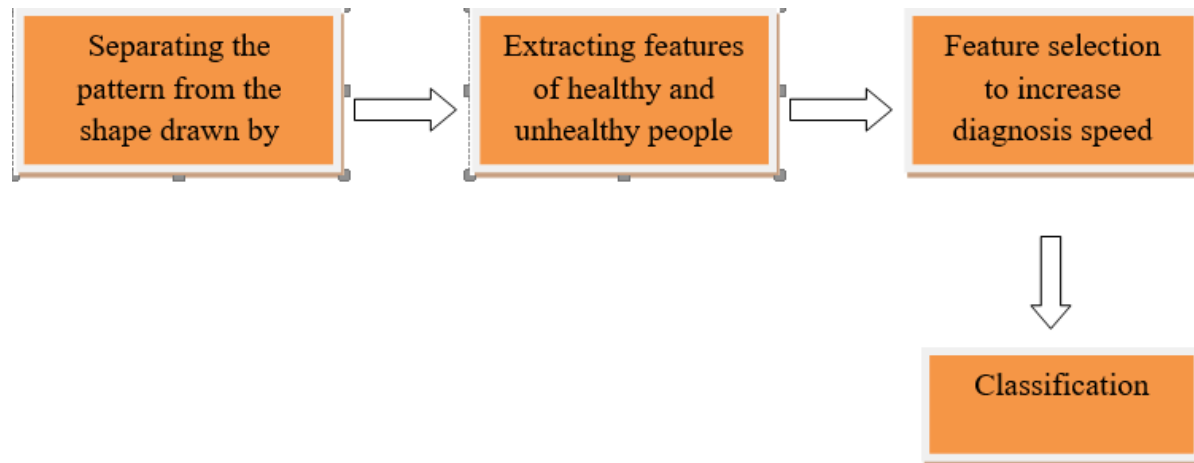 Separating the
pattern from the
shape drawn by
Extracting features
of healthy and
unhealthy people
Feature selection
to increase
diagnosis speed
Classification